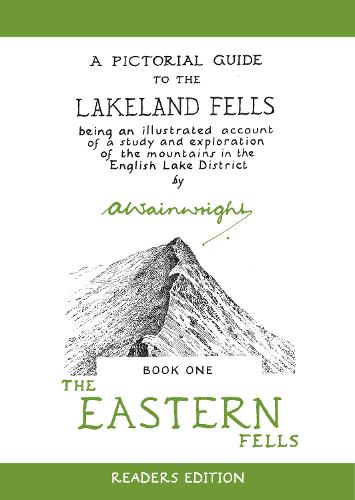 A PICTORIAL GUIDE
TO THE
LAKELAND FELLS
being an illustrated account
of a study and exploration
of the mountains in the
English Lake District
by
AWainwright
BOOK ONE
THE
EASTERN
FELLS
READERS EDITION